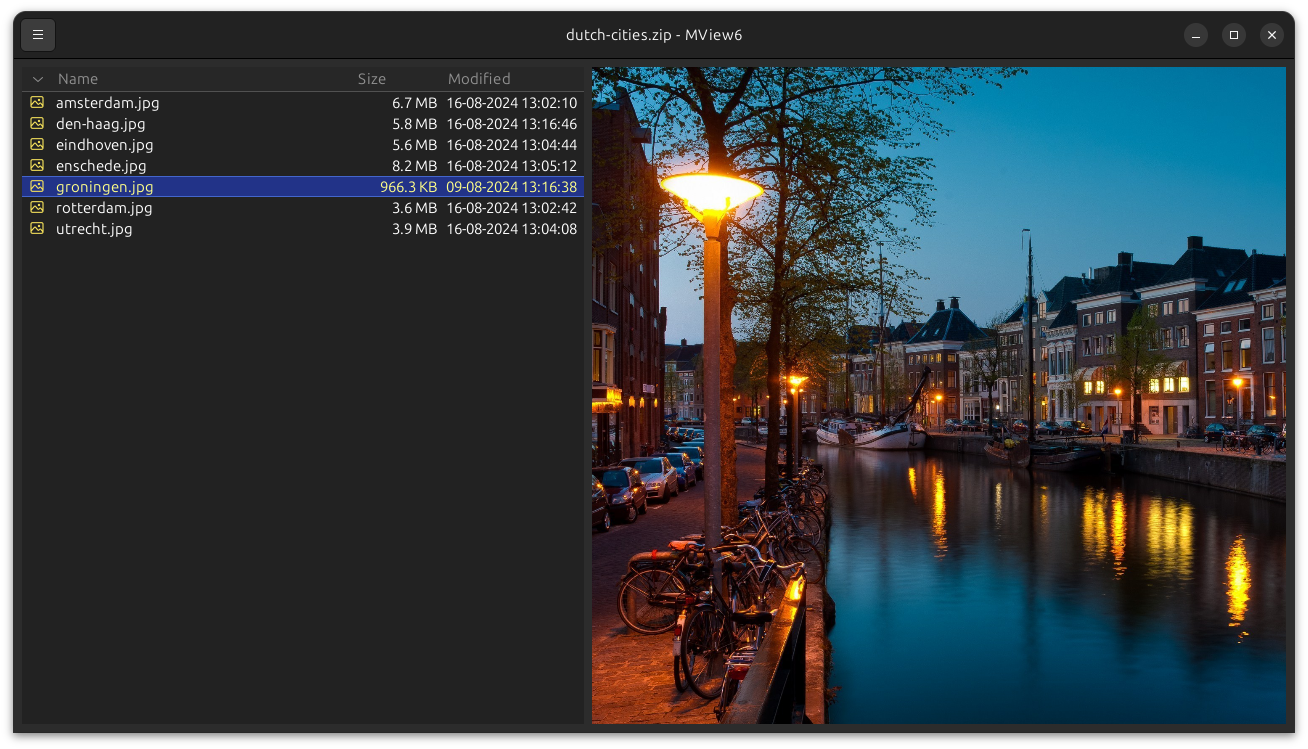 dutch-cities.zip - MView6
Name Size Modified
amsterdam.jpg 6.7 MB 16-08-2024 13:02:10
den-haag.jpg 5.8 MB 16-08-2024 13:16:46
eindhoven.jpg 5.6 MB 16-08-2024 13:04:44
enschede.jpg 8.2 MB 16-08-2024 13:05:12
groningen.jpg 966.3 KB 09-08-2024 13:16:38
rotterdam.jpg 3.6 MB 16-08-2024 13:02:42
utrecht.jpg 3.9 MB 16-08-2024 13:04:08